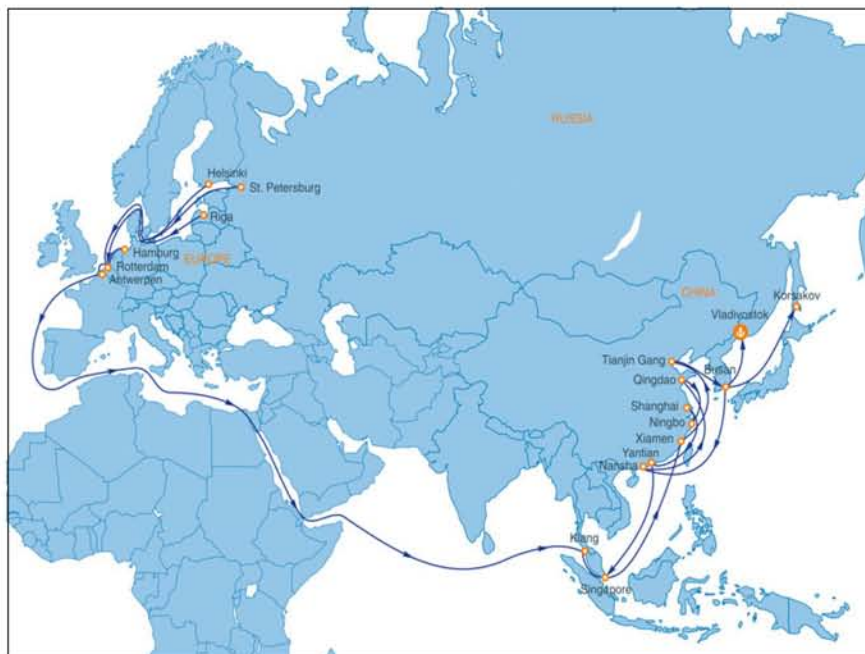 RUSSIA
Helsinki
St. Petersburg
Riga
Hamburg
EUROPE
Rotterdam
Antwerpen
CHINA
Korsakov
Vladivostok
Tianjin Gang
Busan
Qingdao
Shanghai
Ningbo
Xiamen
Yantian
Nansha
Klang
Singapore